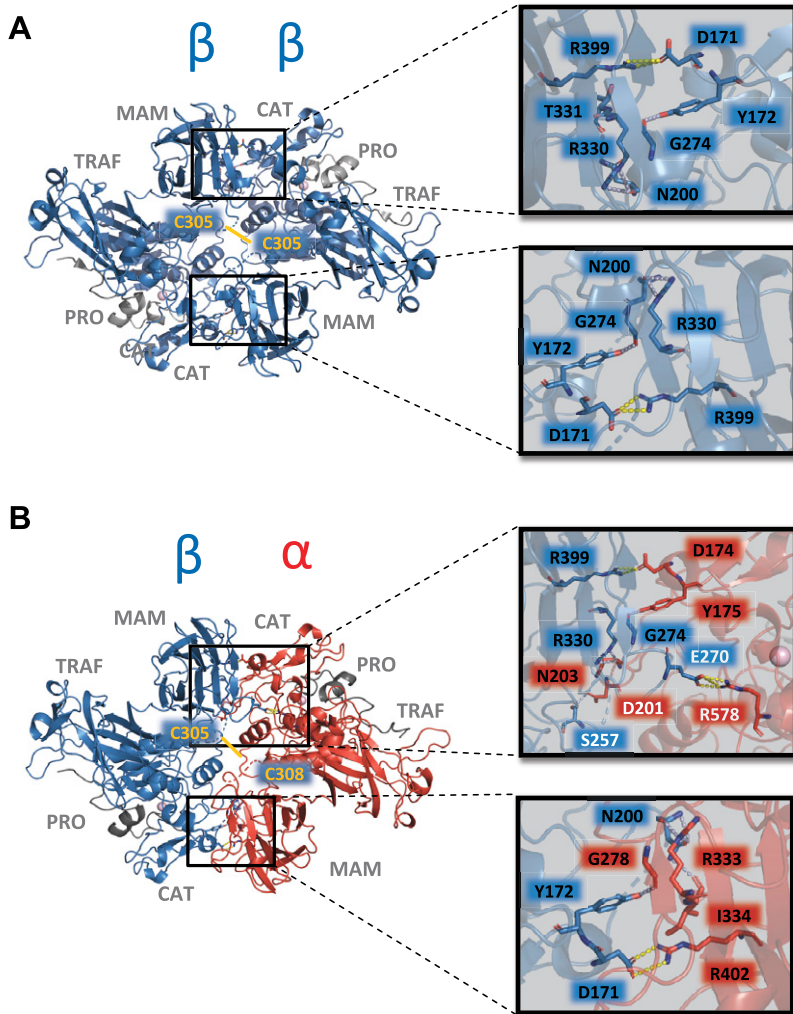 A
β β
MAM
CAT
TRAF
PRO
TRAF
C305
C305
PRO
MAM
CAT
CAT
R399
D171
T331
Y172
R330
G274
N200
N200
G274
R330
Y172
R399
D171
B
β α
MAM
CAT
TRAF
PRO
TRAF
C305
C308
PRO
CAT
MAM
R399
D174
Y175
R330
G274
E270
N203
D201
R578
S257
N200
G278
R333
Y172
I334
R402
D171